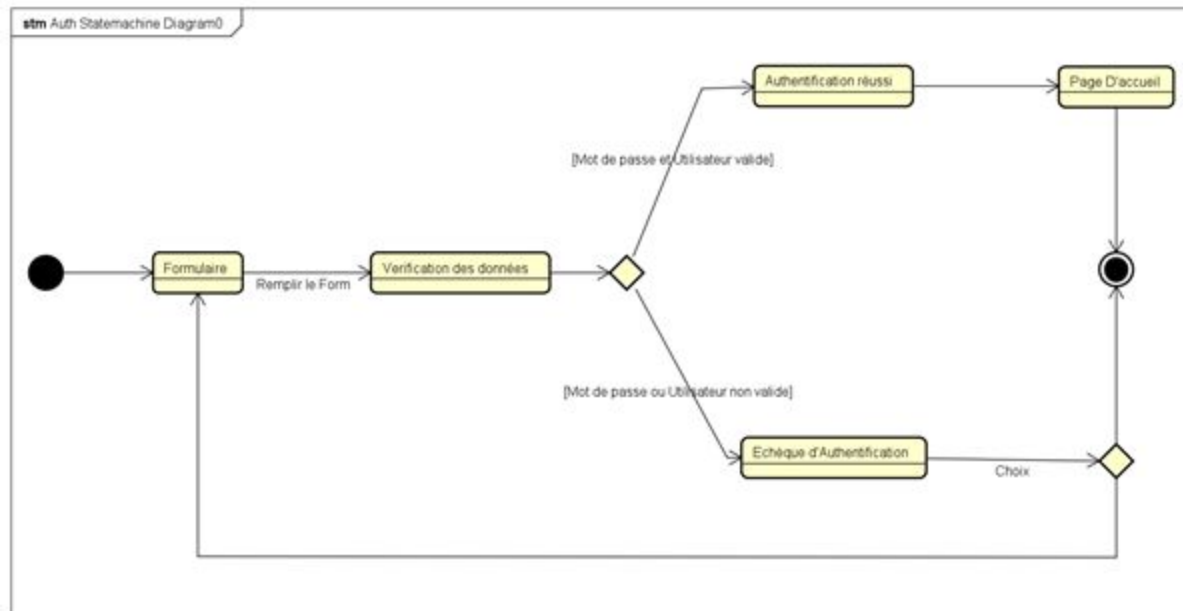 stm Auth Statemachine Diagram0
Authentification réussi
Page D'accueil
[Mot de passe et Utilisateur valide]
Formulaire
Verification des données
Remplir le Form
[Mot de passe ou Utilisateur non valide]
Echèque d'Authentification
Choix